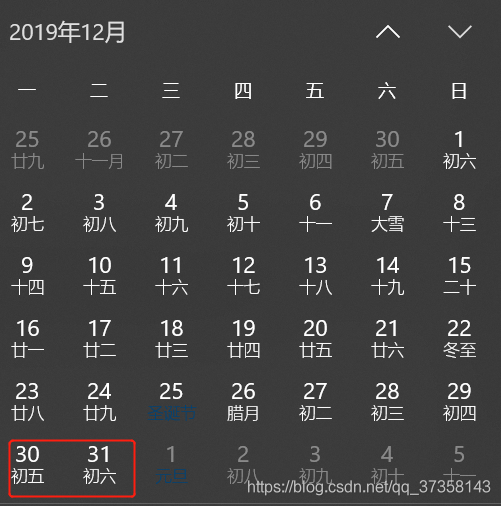 2019年12月
一 二 三 四 五 六 日
25 26 27 28 29 30 1
廿九 十一月 初二 初三 初四 初五 初六
2 3 4 5 6 7 8
初七 初八 初九 初十 十一 大雪 十三
9 10 11 12 13 14 15
十四 十五 十六 十七 十八 十九 二十
16 17 18 19 20 21 22
廿一 廿二 廿三 廿四 廿五 廿六 冬至
23 24 25 26 27 28 29
廿八 廿九 腊月 初二 初三 初四
30 31 1 2 3 4 5
初五 初六 元旦 初八 初九 初十 十一
https://blog.csdn.net/qq_37358143